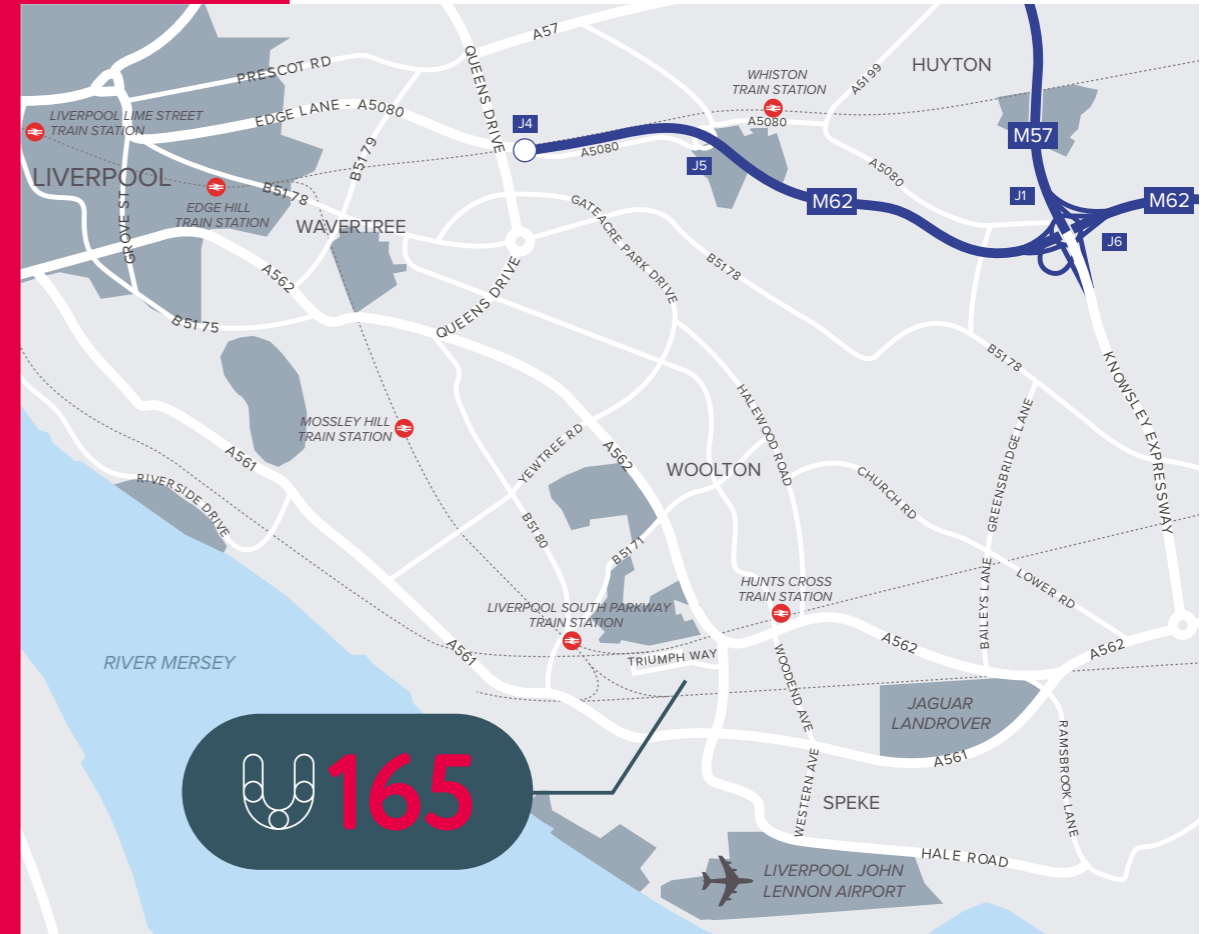 A57
QUEENS DRIVE
PRESCOT RD
WHISTON
TRAIN STATION
A5199
HUYTON
EDGE LANE - A5080
LIVERPOOL LIME STREET
TRAIN STATION
J4
A5080
A5080
M57
B5179
J5
A5080
LIVERPOOL
B5178
M62
J1
M62
EDGE HILL
TRAIN STATION
GROVE ST
WAVERTREE
GATEACRE PARK DRIVE
J6
A562
B5178
QUEENS DRIVE
B5175
B5178
KNOWSLEY EXPRESSWAY
MOSSLEY HILL
TRAIN STATION
HALEWOOD ROAD
GREENSBRIDGE LANE
YEWTREE RD
A562
A561
WOOLTON
RIVERSIDE DRIVE
CHURCH RD
B5180
B5171
HUNTS CROSS
TRAIN STATION
LOWER RD
BAILEYS LANE
LIVERPOOL SOUTH PARKWAY
TRAIN STATION
RIVER MERSEY
A561
TRIUMPH WAY
A562
A562
WOODEND AVE
JAGUAR
LANDROVER
RAMSBROOK LANE
A561
U165
WESTERN AVE
SPEKE
HALE ROAD
LIVERPOOL JOHN
LENNON AIRPORT